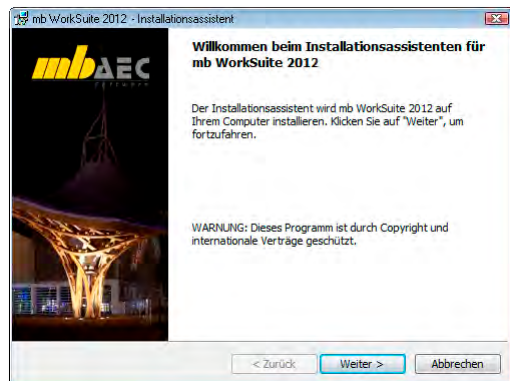 mb WorkSuite 2012 - Installationsassistent
mbAEC
Software
Willkommen beim Installationsassistenten für
mb WorkSuite 2012
Der Installationsassistent wird mb WorkSuite 2012 auf
Ihrem Computer installieren. Klicken Sie auf "Weiter", um
fortzufahren.
WARNUNG: Dieses Programm ist durch Copyright und
internationale Verträge geschützt.
< Zurück
Weiter >
Abbrechen